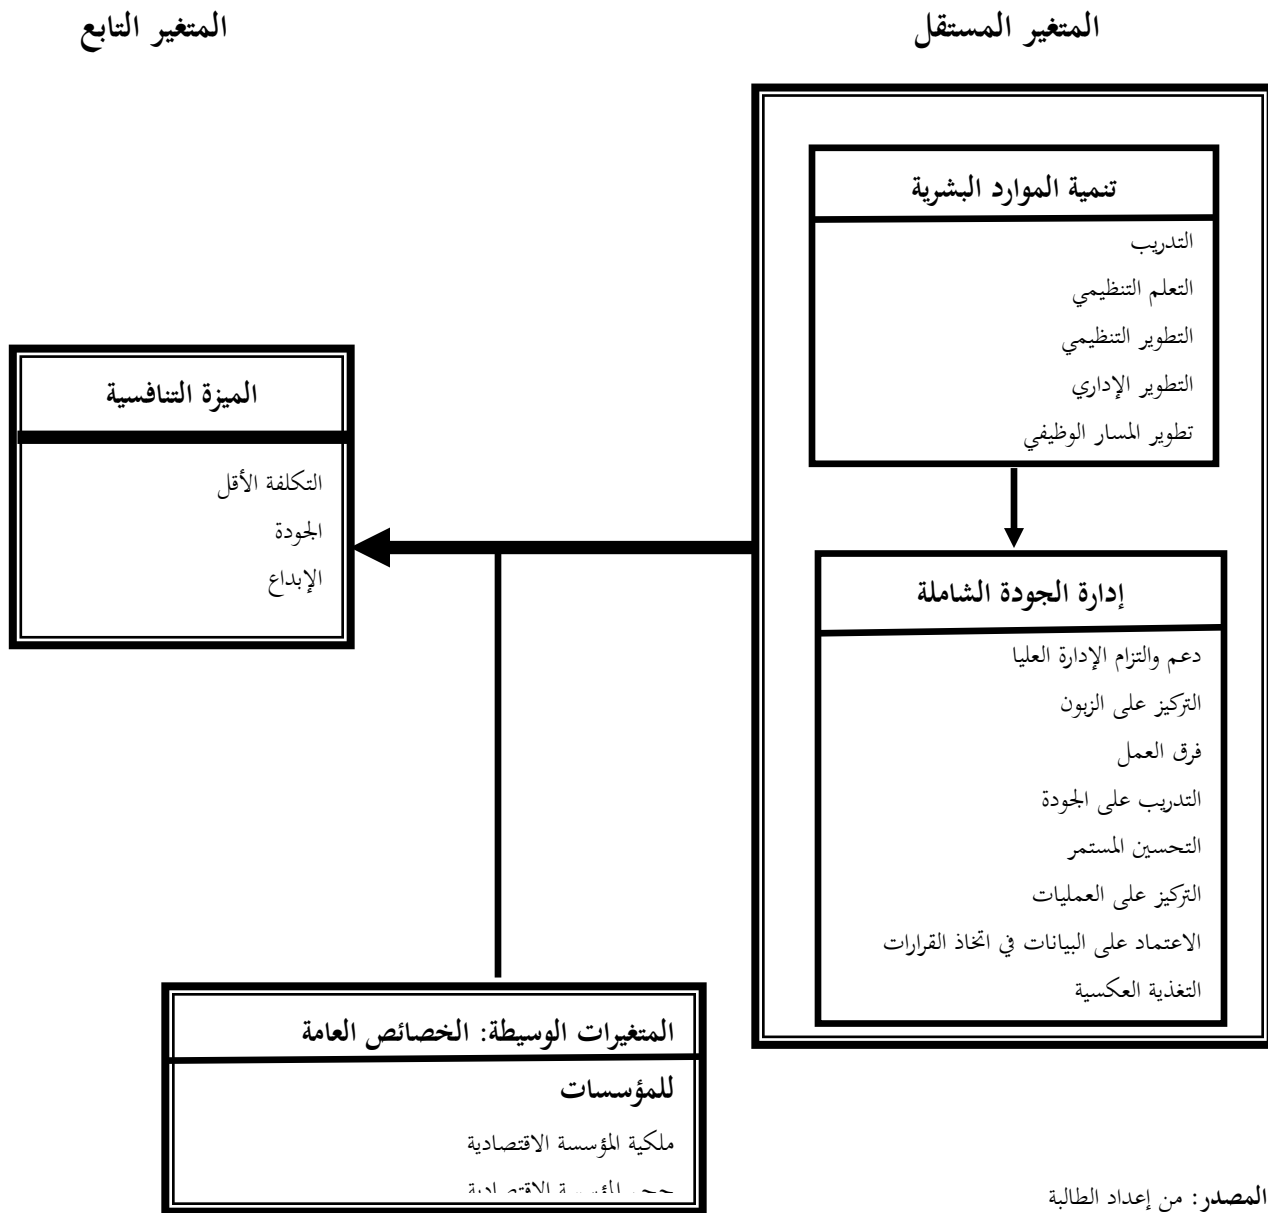 المتغير المستقل
المتغير التابع
تنمية الموارد البشرية
التدريب
التعلم التنظيمي
التطوير التنظيمي
التطوير الإداري
تطوير المسار الوظيفي
الميزة التنافسية
التكلفة الأقل
الجودة
الإبداع
إدارة الجودة الشاملة
دعم والتزام الإدارة العليا
التركيز على الزبون
فرق العمل
التدريب على الجودة
التحسين المستمر
التركيز على العمليات
الاعتماد على البيانات في اتخاذ القرارات
التغذية العكسية
المتغيرات الوسيطة: الخصائص العامة
للمؤسسات
ملكية المؤسسة الاقتصادية
حجم المؤسسة الاقتصادية
المصدر: من إعداد الطالبة